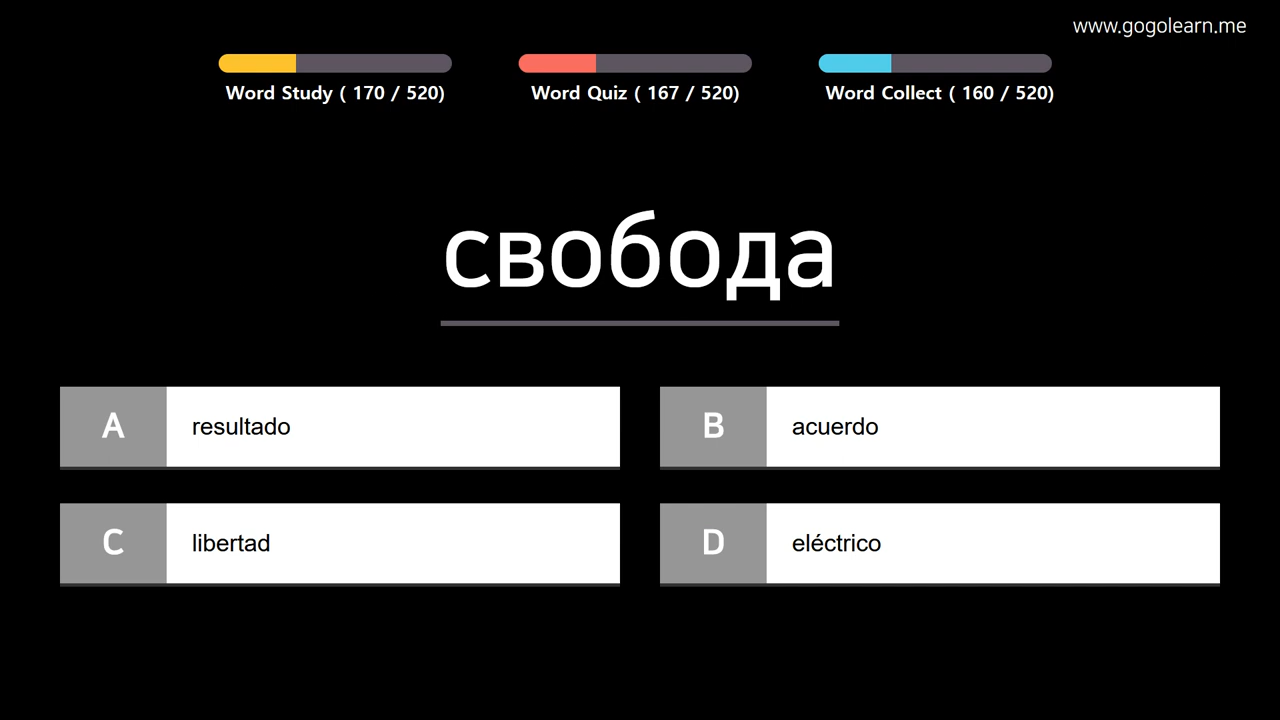 www.gogolearn.me
Word Study ( 170 / 520)
Word Quiz ( 167 / 520)
Word Collect ( 160 / 520)
свобода
A
resultado
B
acuerdo
C
libertad
D
eléctrico